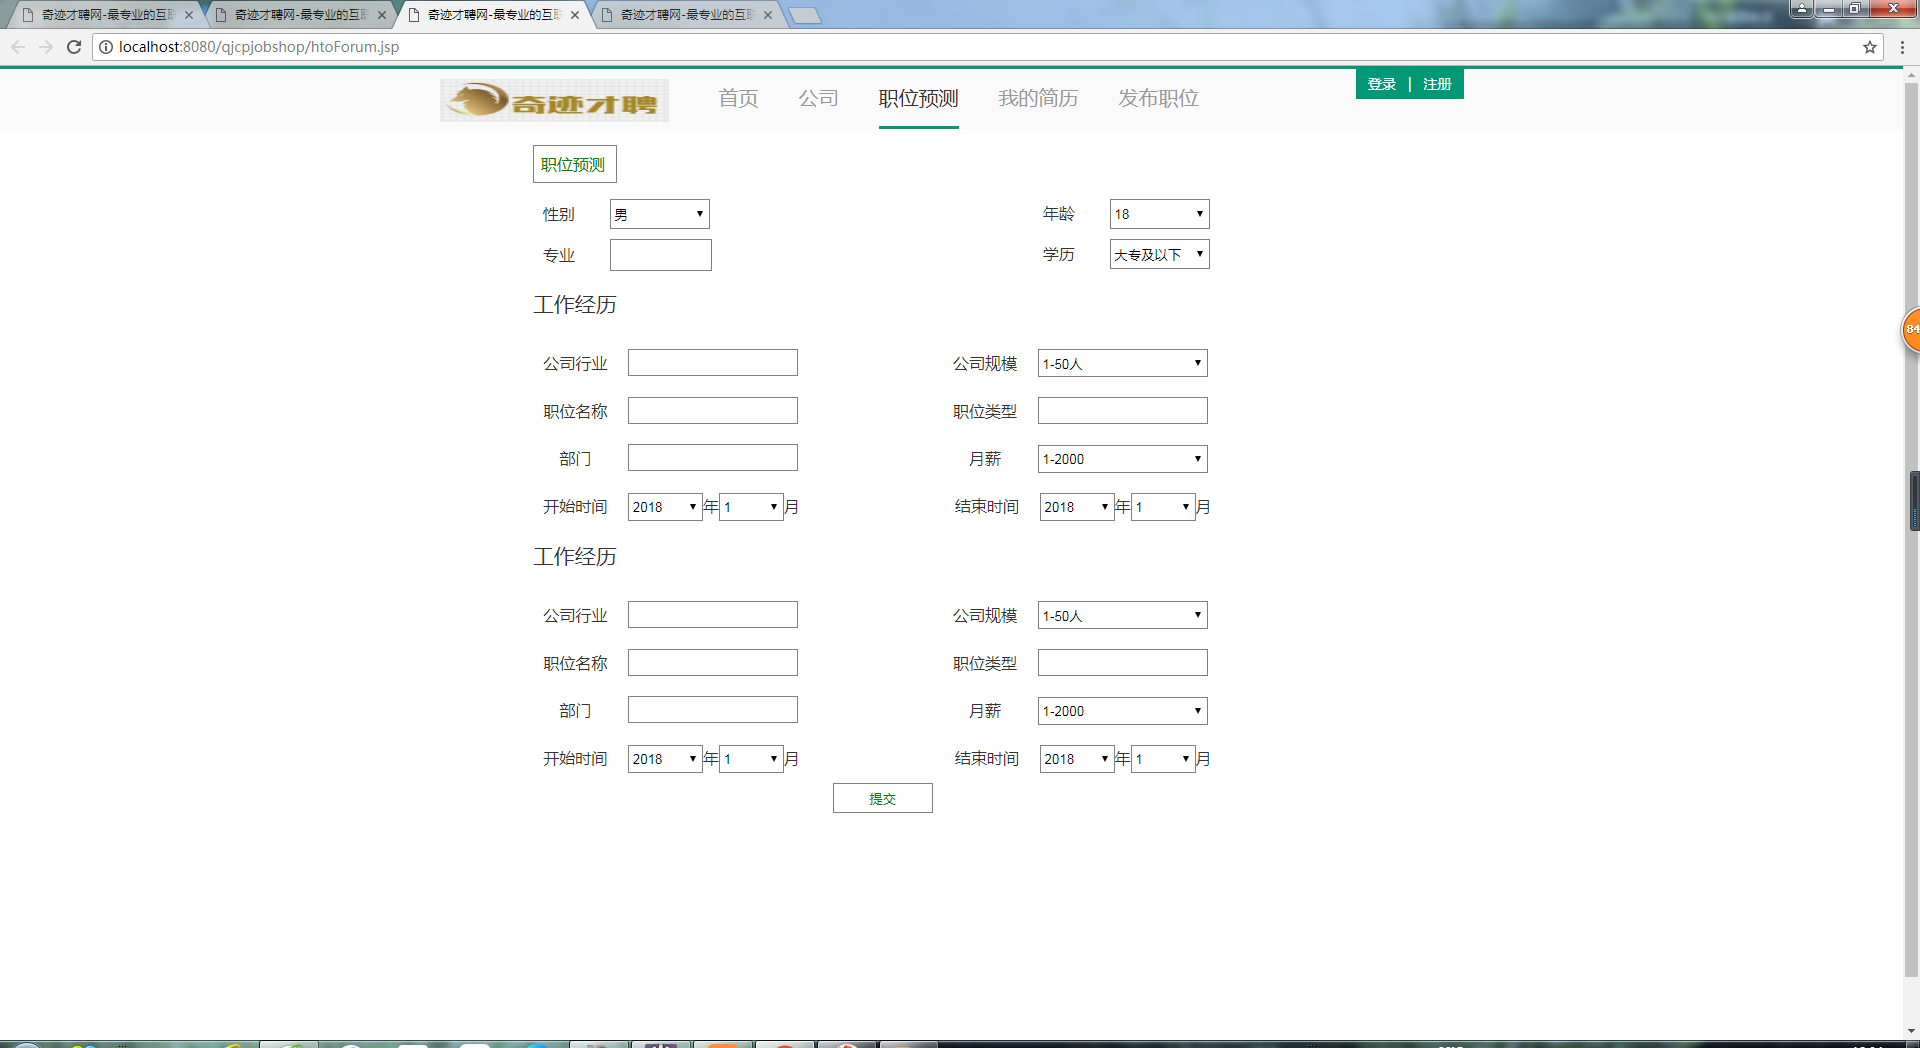 奇迹才聘网-最专业的互联
奇迹才聘网-最专业的互联
奇迹才聘网-最专业的互联
奇迹才聘网-最专业的互联
localhost:8080/qjcpjobshop/htoForum.jsp
奇迹才聘 首页 公司 职位预测 我的简历 发布职位 登录 | 注册
职位预测
性别 男 年龄 18
专业 学历 大专及以下
工作经历
公司行业 公司规模 1-50人
职位名称 职位类型
部门 月薪 1-2000
开始时间 2018 年 1 月 结束时间 2018 年 1 月
工作经历
公司行业 公司规模 1-50人
职位名称 职位类型
部门 月薪 1-2000
开始时间 2018 年 1 月 结束时间 2018 年 1 月
提交
84